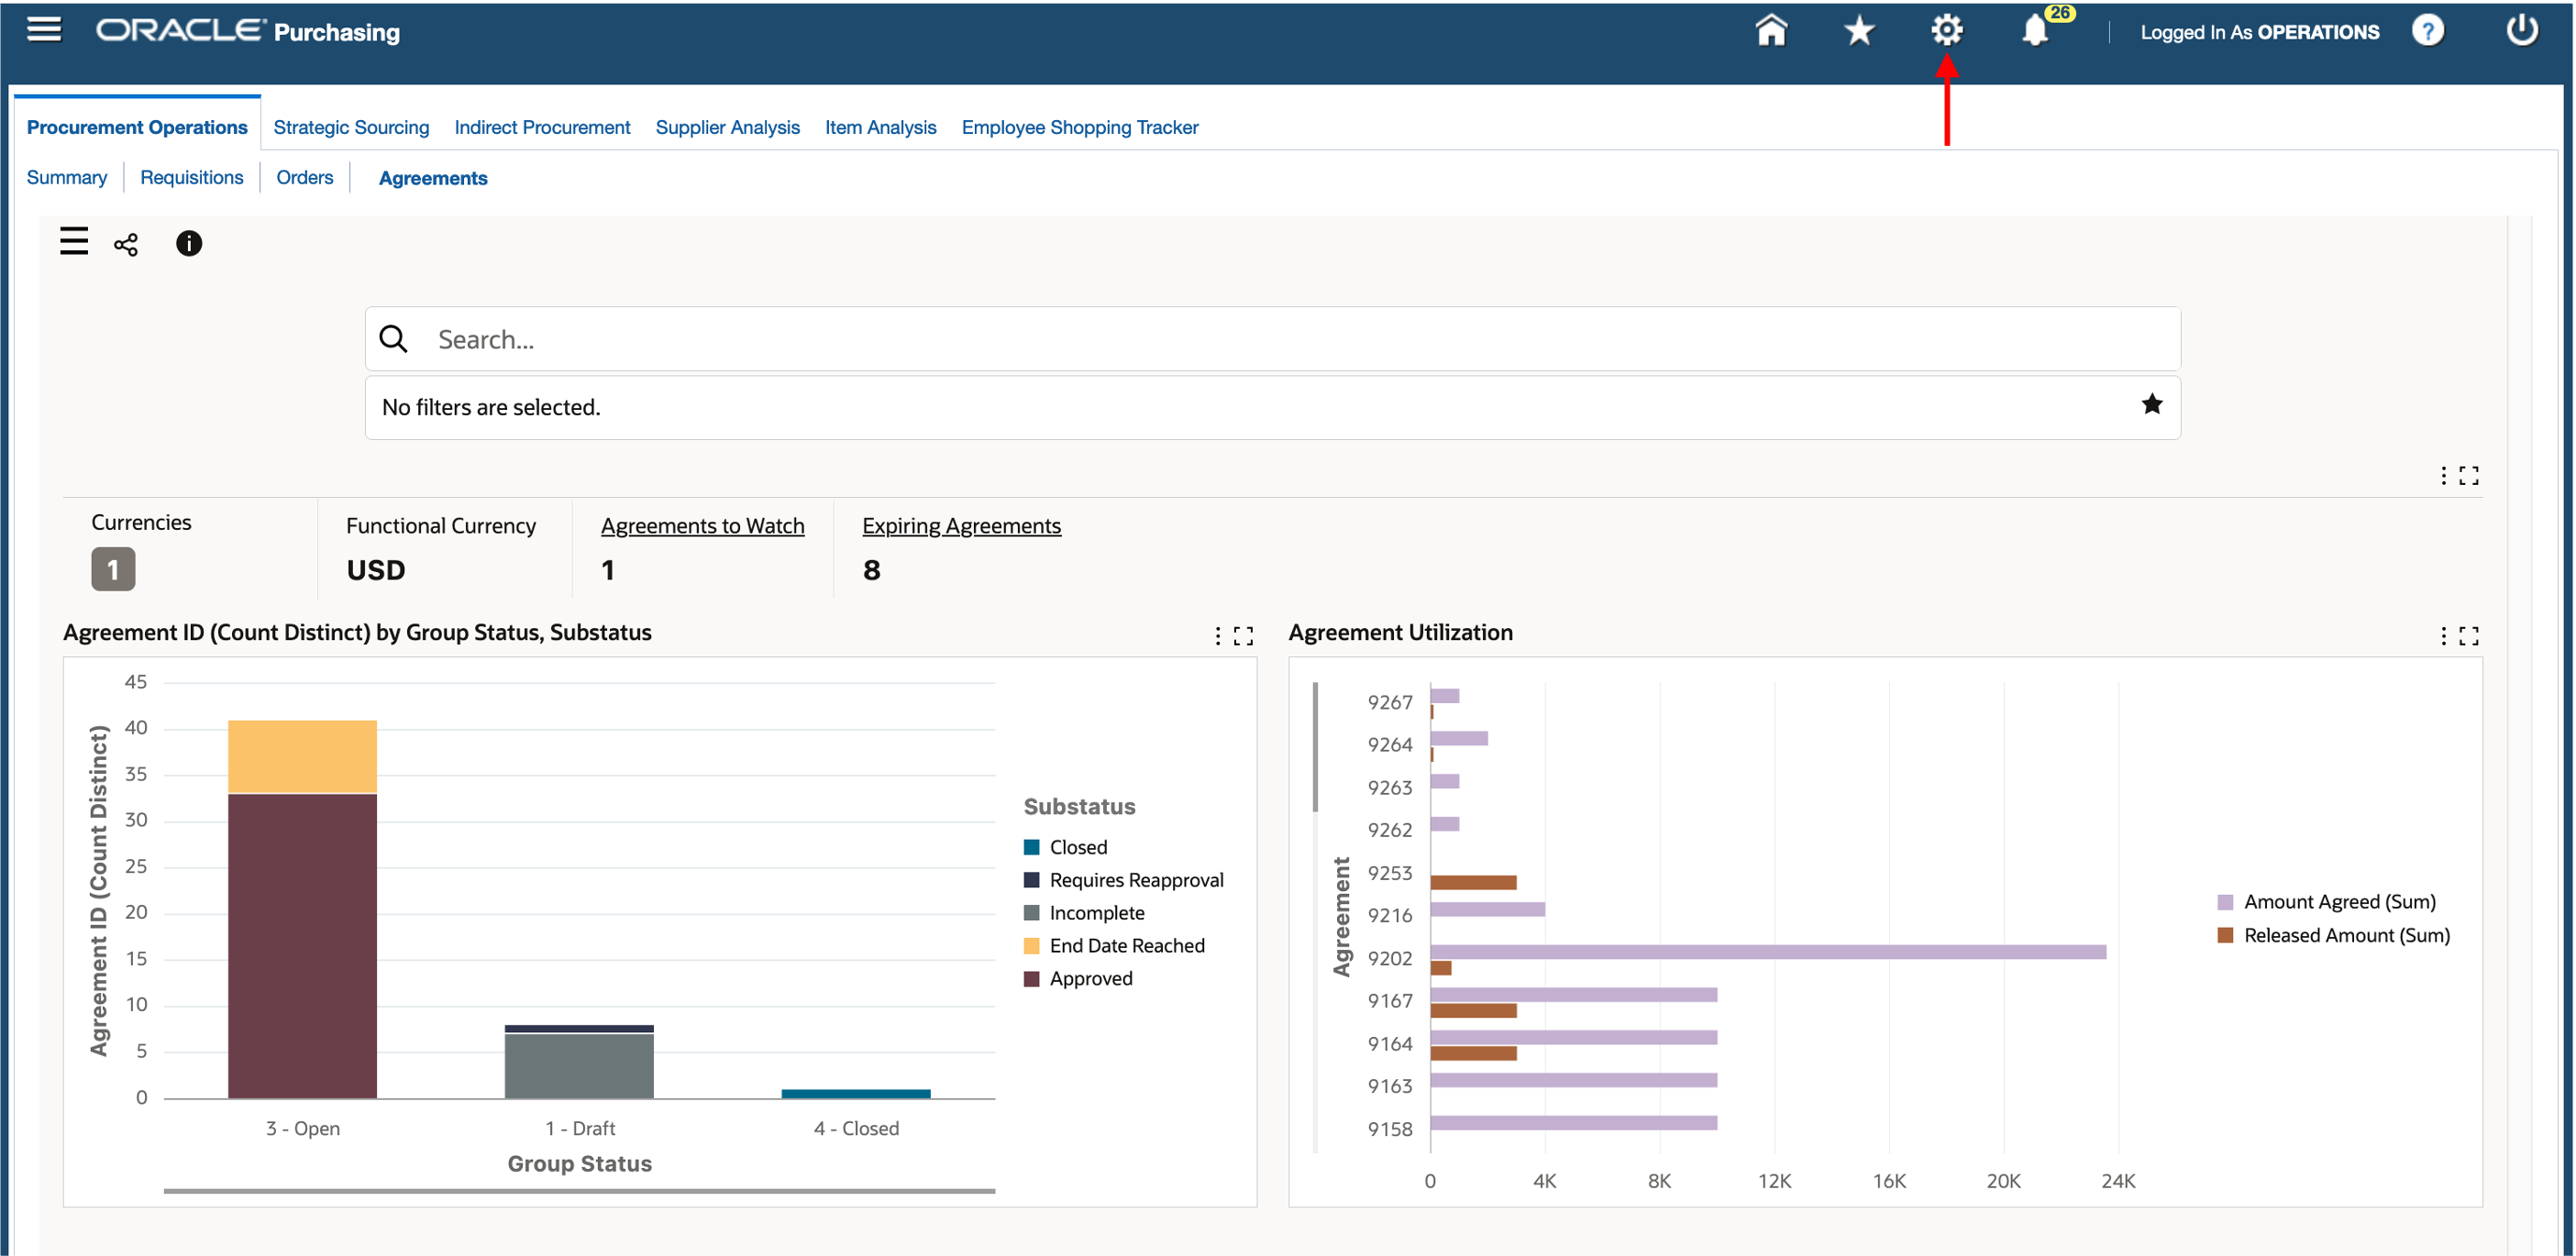 ORACLE® Purchasing
26
Logged In As OPERATIONS
?
Procurement Operations
Strategic Sourcing
Indirect Procurement
Supplier Analysis
Item Analysis
Employee Shopping Tracker
Summary
Requisitions
Orders
Agreements
i
Search...
No filters are selected.
Currencies
1
Functional Currency
USD
Agreements to Watch
1
Expiring Agreements
8
Agreement ID (Count Distinct) by Group Status, Substatus
Agreement ID (Count Distinct)
45
40
35
30
25
20
15
10
5
0
3 - Open
1 - Draft
4 - Closed
Group Status
Substatus
Closed
Requires Reapproval
Incomplete
End Date Reached
Approved
Agreement Utilization
Agreement
9267
9264
9263
9262
9253
9216
9202
9167
9164
9163
9158
0
4K
8K
12K
16K
20K
24K
Amount Agreed (Sum)
Released Amount (Sum)